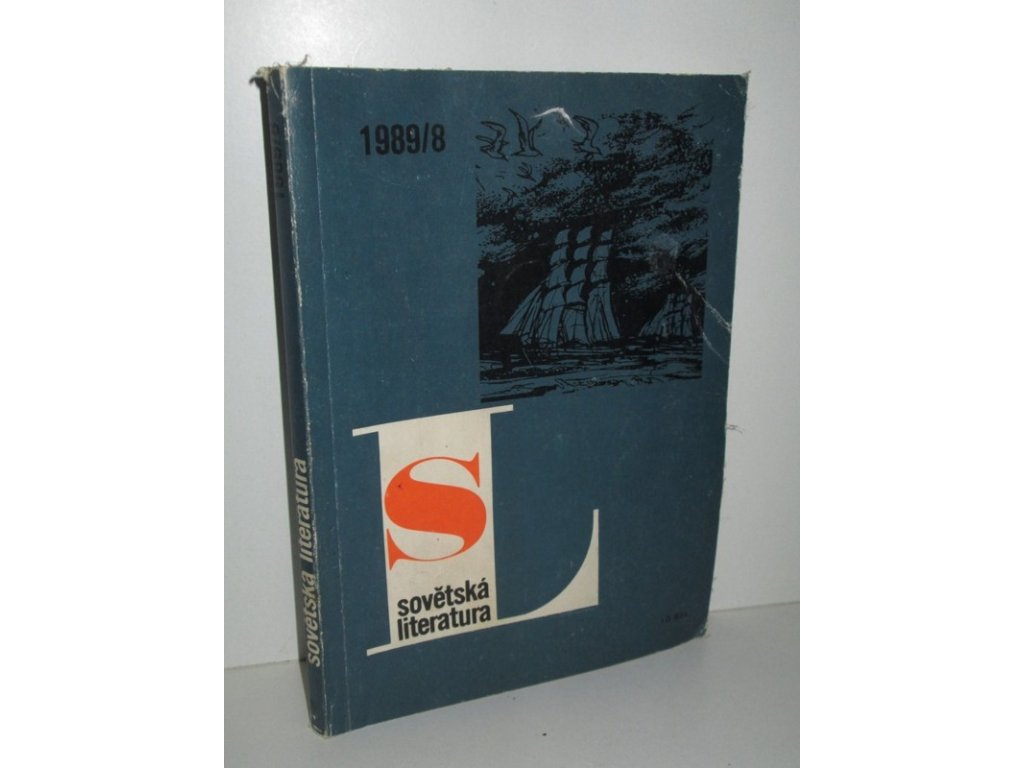 1989/8
S
L
sovětská
literatura
sovětská literatura